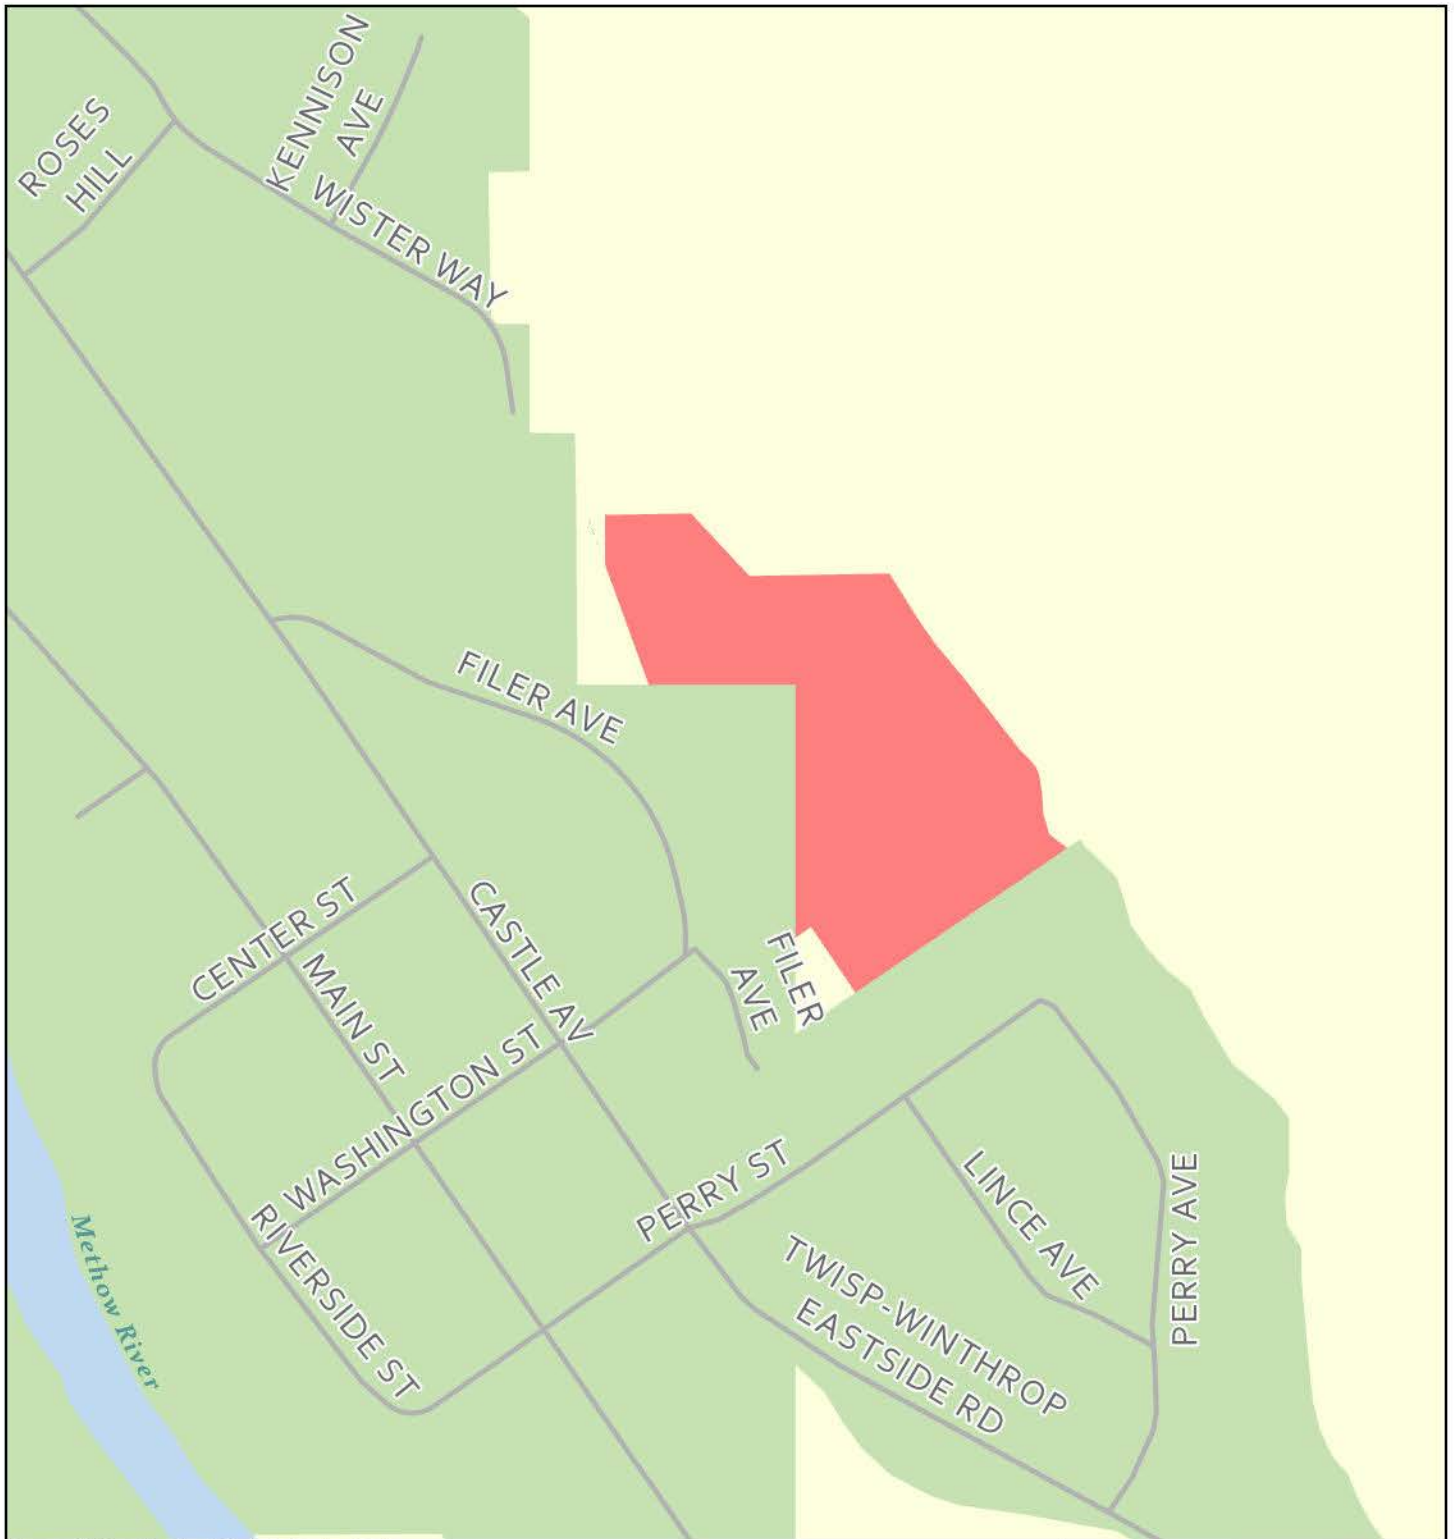 KENNISON
AVE
ROSES
HILL
WISTER WAY
FILER AVE
CENTER ST
CASTLE AV
MAIN ST
FILER
AVE
WASHINGTON ST
PERRY ST
LINCE AVE
PERRY AVE
RIVERSIDE ST
TWISP-WINTHROP
EASTSIDE RD
Methow River